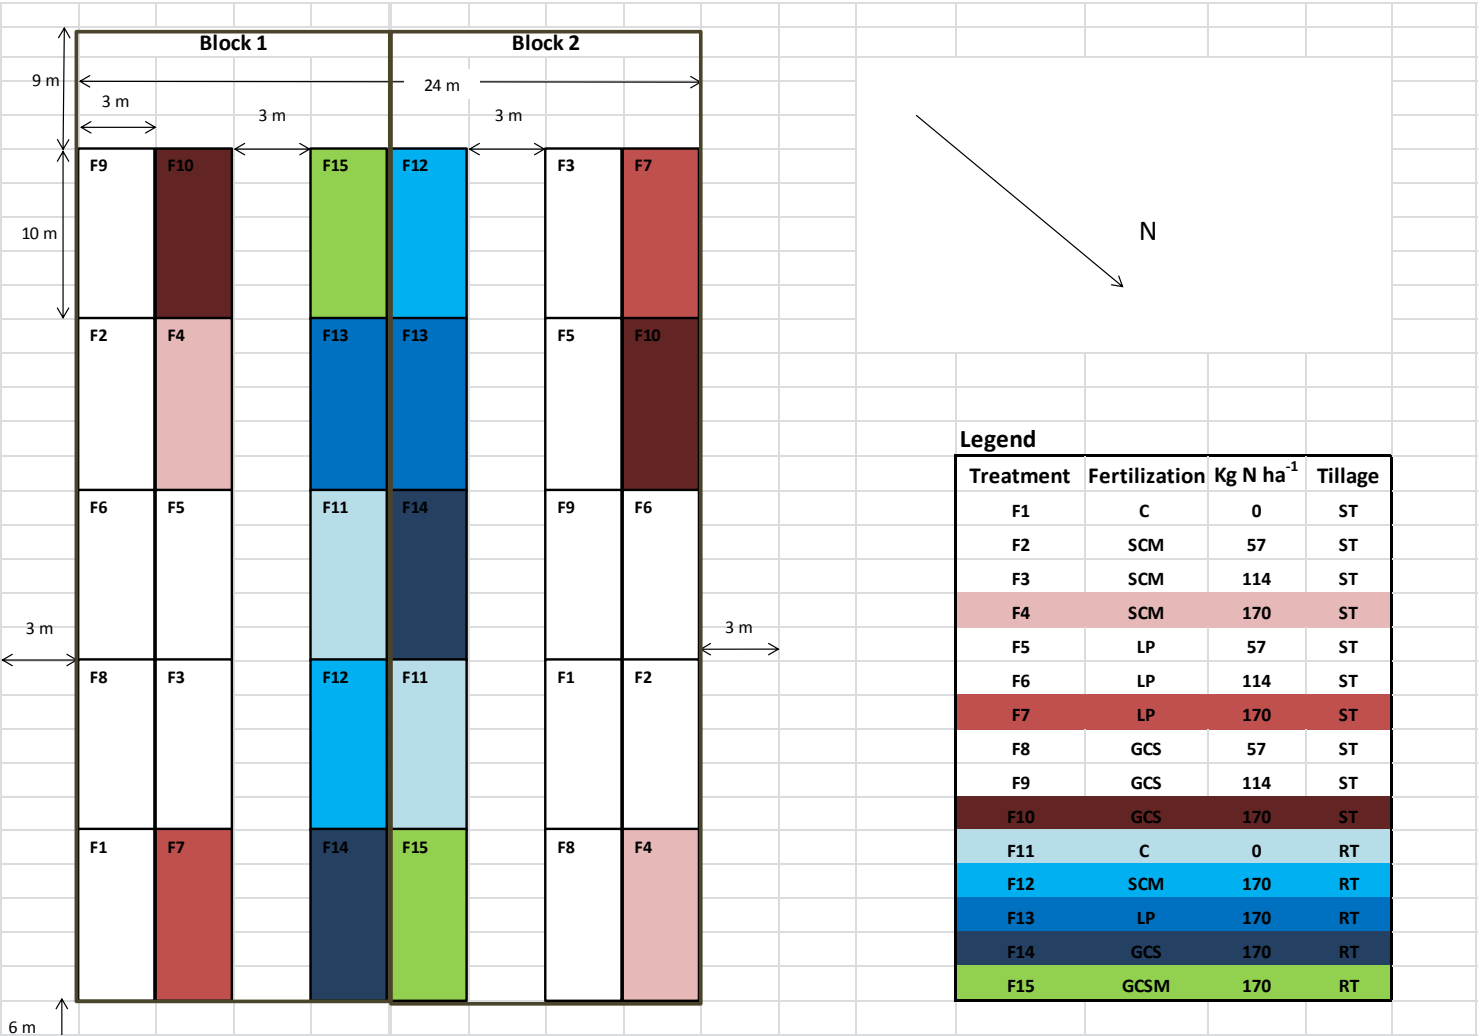 Block 1 Block 2
9 m
24 m
3 m
3 m 3 m
F9 F10 F15 F12 F3 F7
10 m
N
F2 F4 F13 F13 F5 F10
Legend
Treatment Fertilization Kg N ha-1 Tillage
F6 F5 F11 F14 F9 F6
F1 C 0 ST
F2 SCM 57 ST
F3 SCM 114 ST
F4 SCM 170 ST
3 m 3 m
F5 LP 57 ST
F8 F3 F12 F11 F1 F2
F6 LP 114 ST
F7 LP 170 ST
F8 GCS 57 ST
F9 GCS 114 ST
F10 GCS 170 ST
F1 F7 F14 F15 F8 F4
F11 C 0 RT
F12 SCM 170 RT
F13 LP 170 RT
F14 GCS 170 RT
F15 GCSM 170 RT
6 m